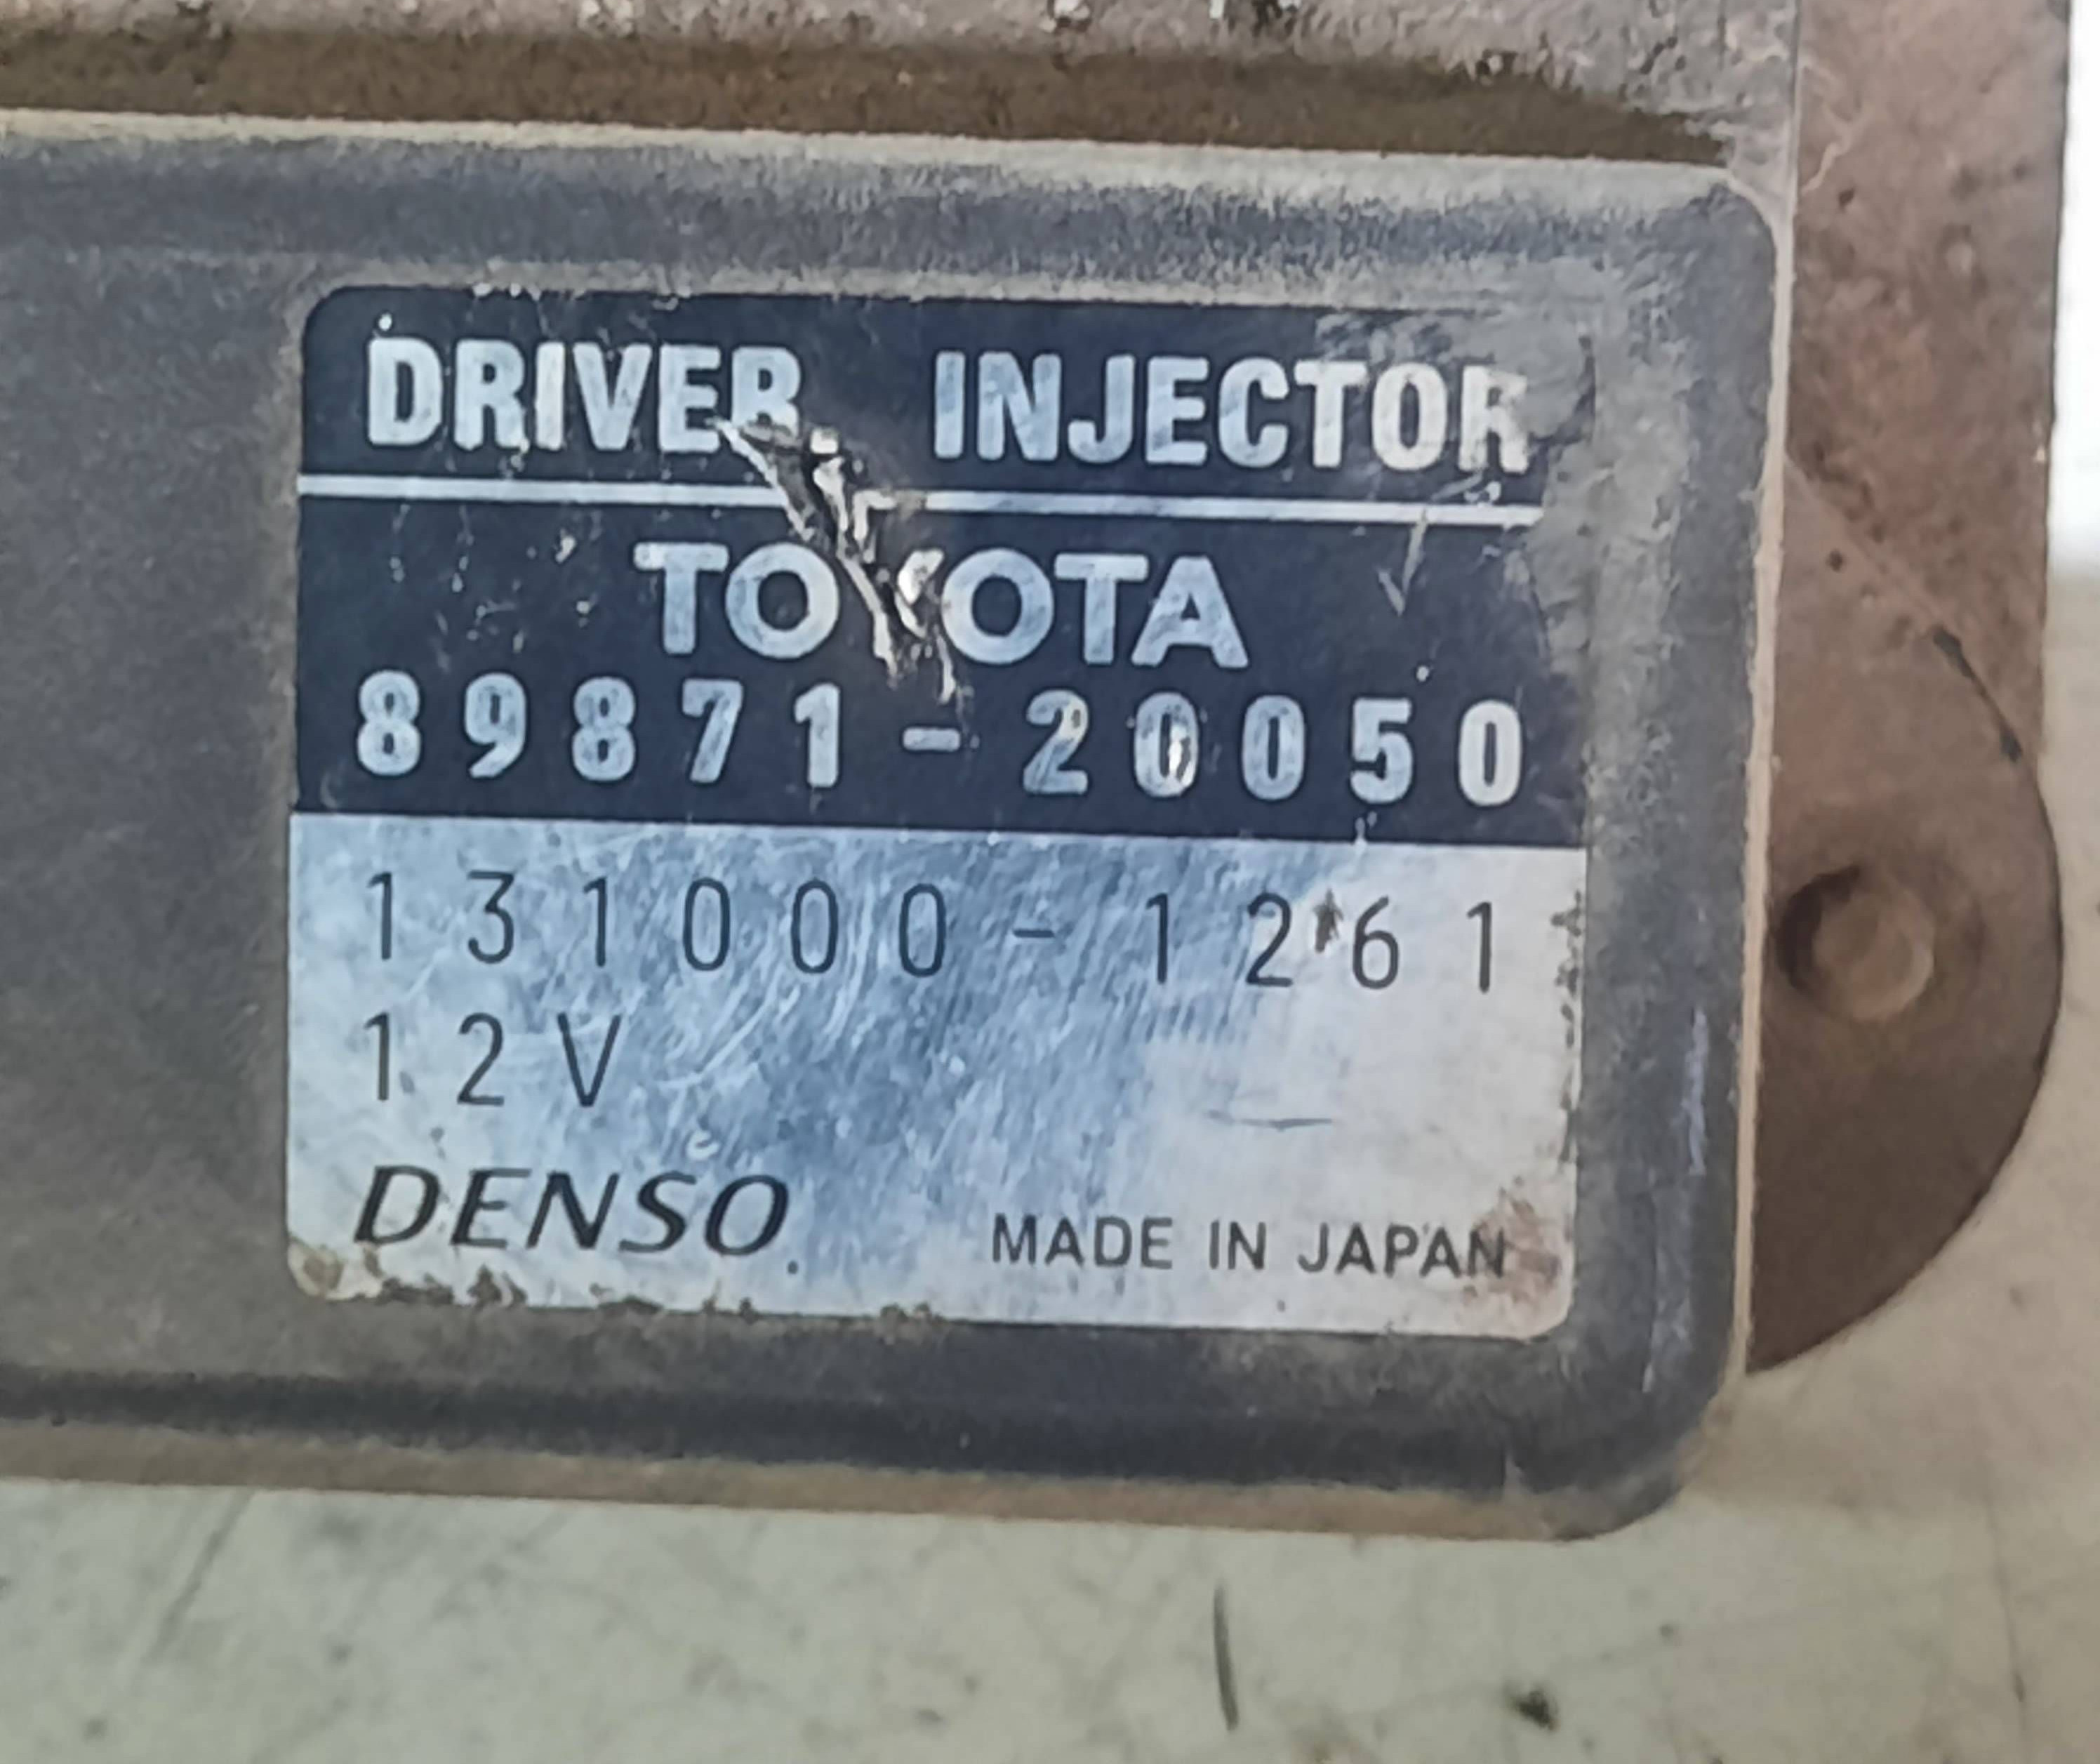 DRIVER INJECTOR
TOYOTA
89871-20050
131000-1261
12V
DENSO
MADE IN JAPAN